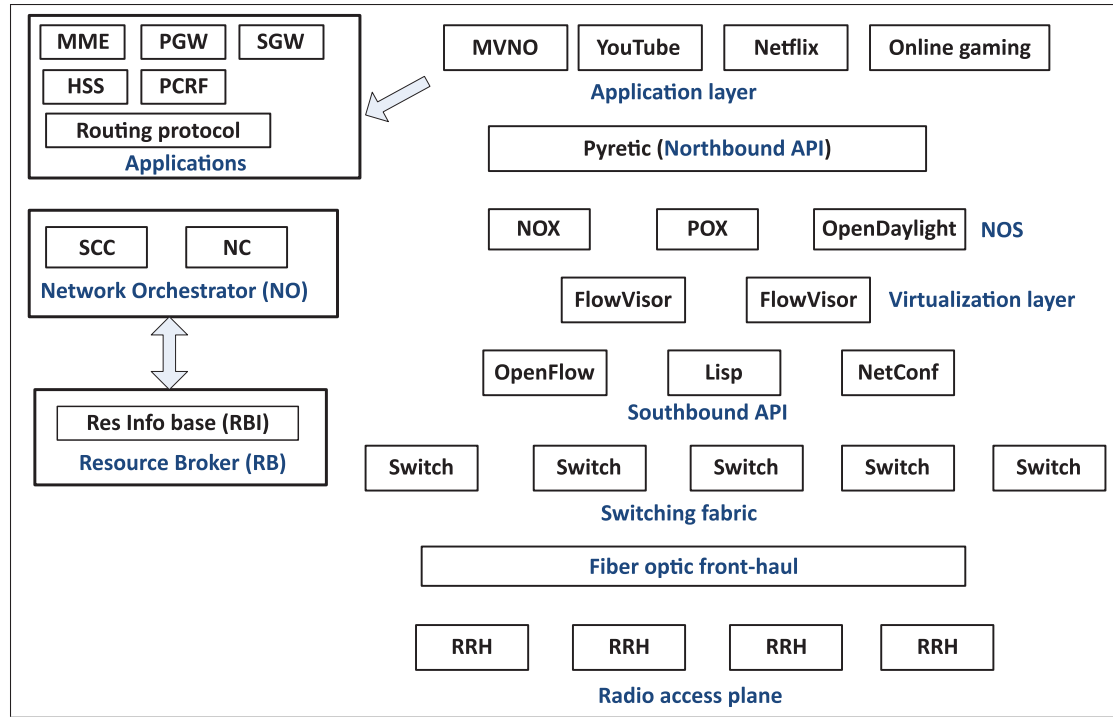 MME PGW SGW
HSS PCRF
Routing protocol
Applications
MVNO YouTube Netflix Online gaming
Application layer
Pyretic (Northbound API)
SCC NC
Network Orchestrator (NO)
NOX POX OpenDaylight NOS
FlowVisor FlowVisor Virtualization layer
OpenFlow Lisp NetConf
Southbound API
Res Info base (RBI)
Resource Broker (RB)
Switch Switch Switch Switch Switch
Switching fabric
Fiber optic front-haul
RRH RRH RRH RRH
Radio access plane